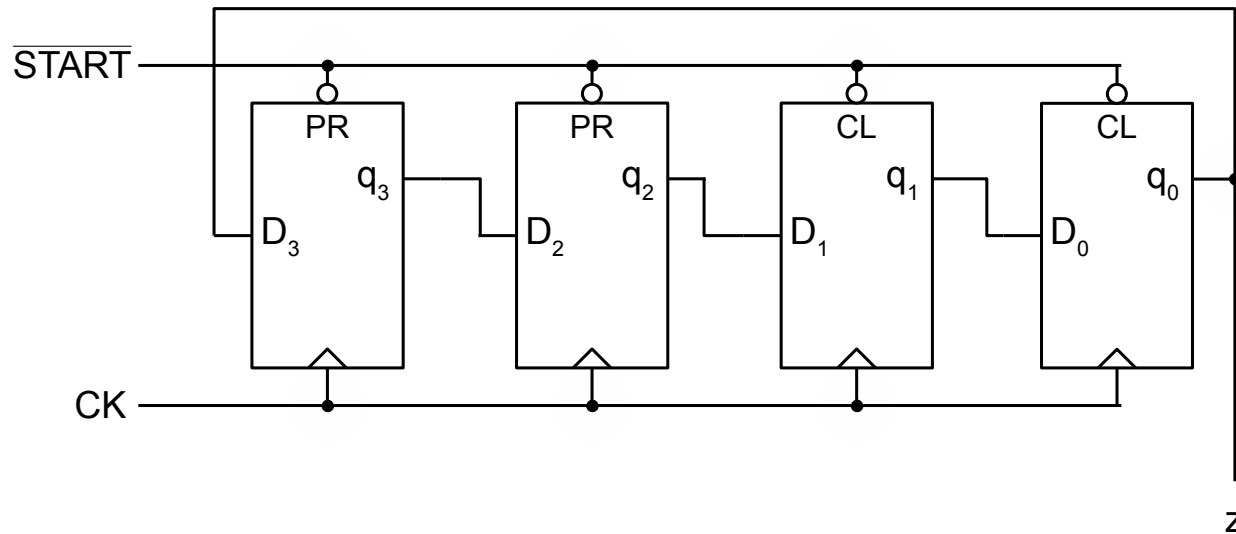 START
PR PR CL CL
q3 q2 q1 q0
D3 D2 D1 D0
CK
z